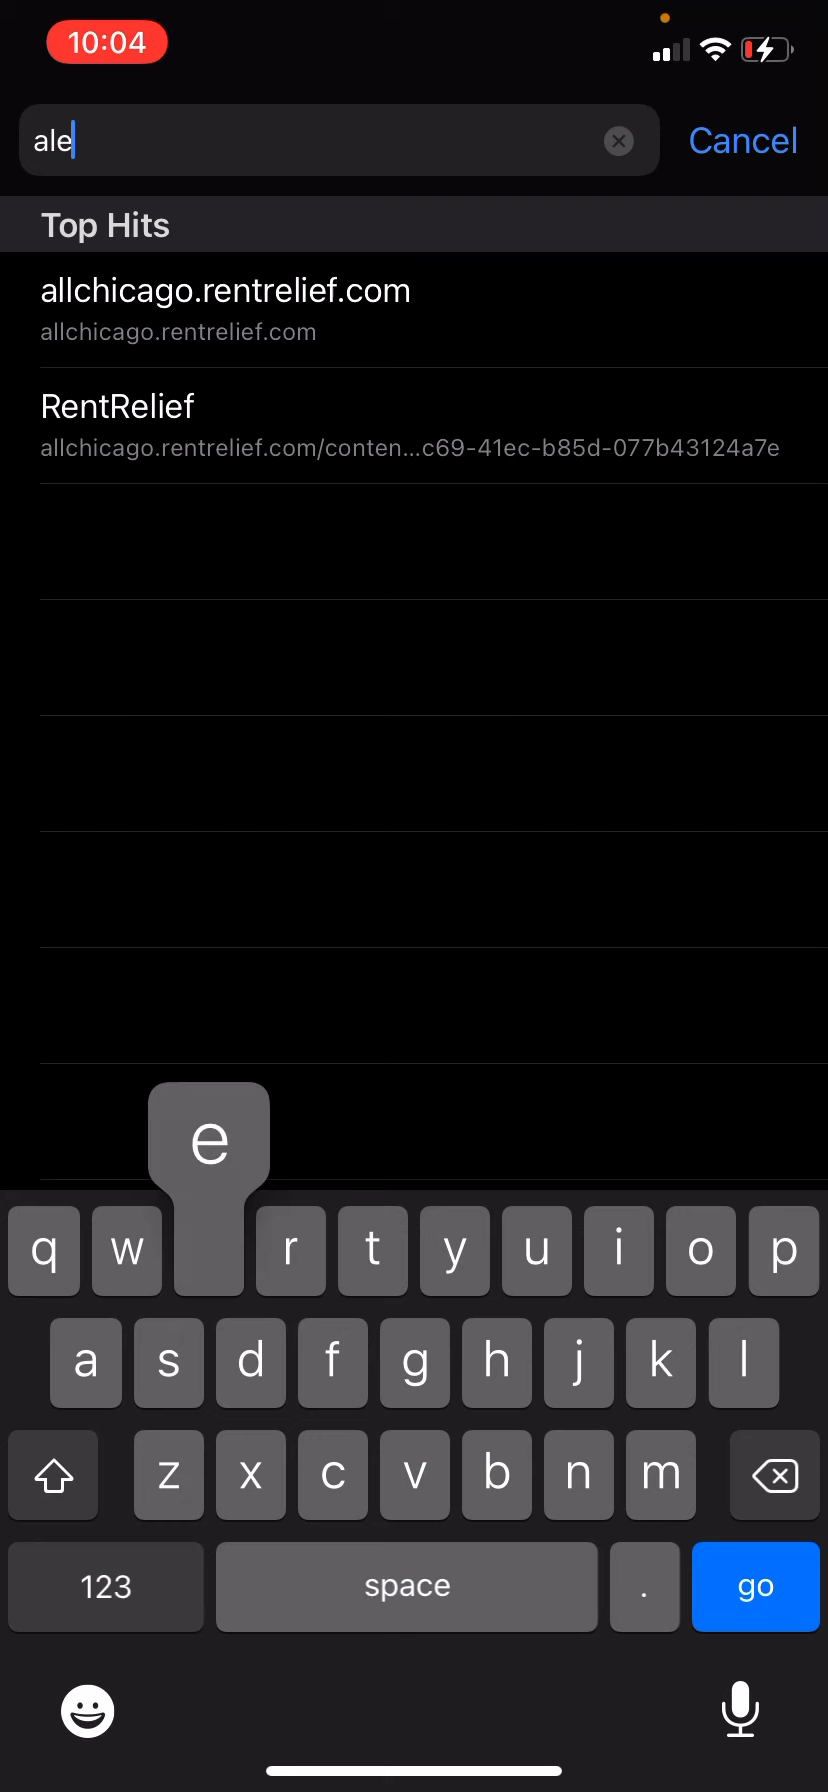 10:04
ale
Cancel
Top Hits
allchicago.rentrelief.com
allchicago.rentrelief.com
RentRelief
allchicago.rentrelief.com/conten...c69-41ec-b85d-077b43124a7e
e
q w r t y u i o p
a s d f g h j k l
z x c v b n m
123 space . go